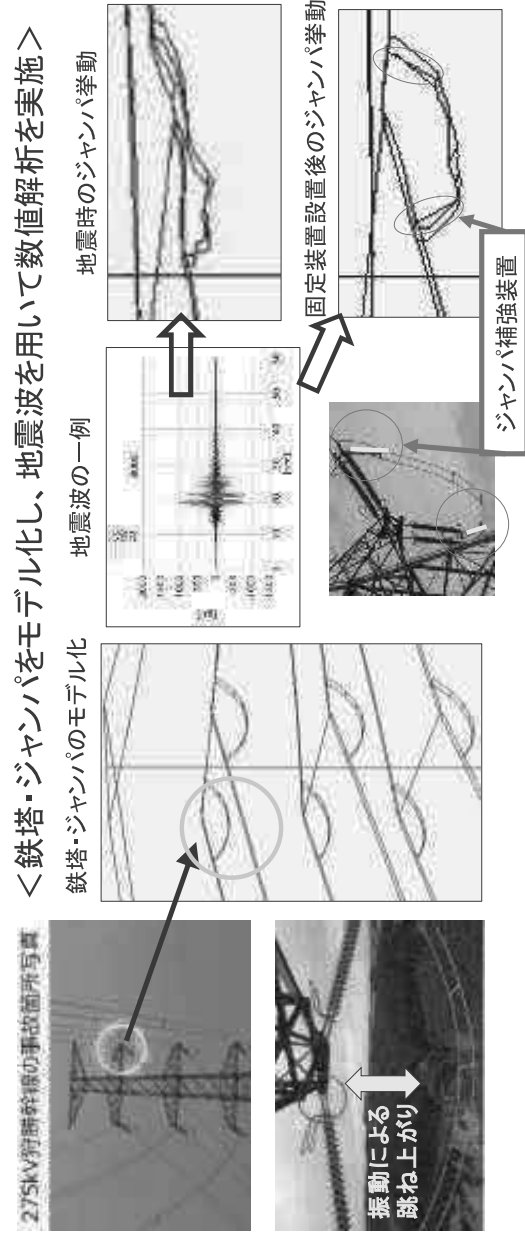 ＜鉄塔・ジャンパをモデル化し、地震波を用いて数値解析を実施＞
275kV狩勝幹線の事故箇所写真
鉄塔・ジャンパのモデル化
地震波の一例
地震時のジャンパ挙動
振動による
跳ね上がり
固定装置設置後のジャンパ挙動
ジャンパ補強装置